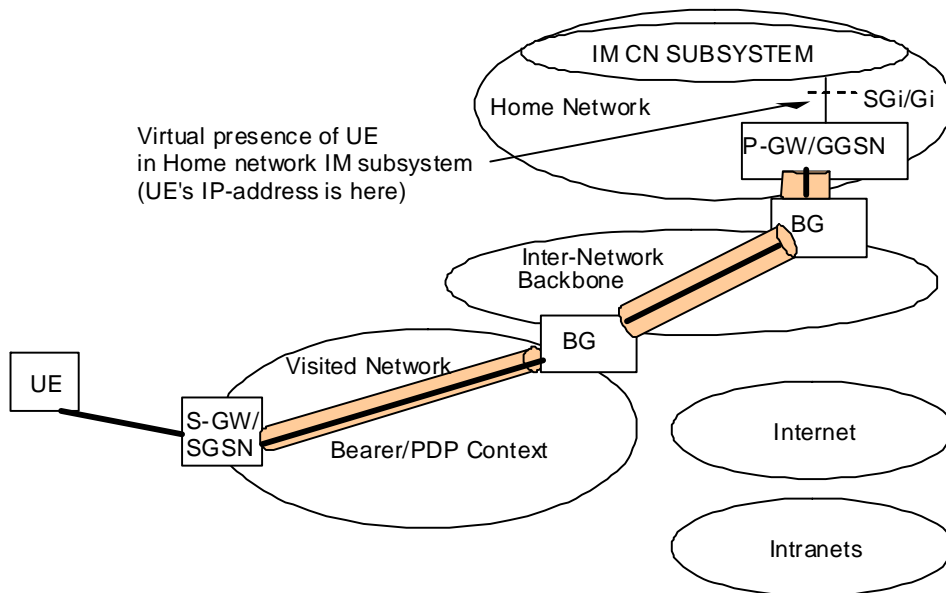 IM CN SUBSYSTEM
Home Network
SGi/Gi
Virtual presence of UE
in Home network IM subsystem
(UE's IP-address is here)
P-GW/GGSN
BG
Inter-Network
Backbone
BG
Visited Network
UE
S-GW/
SGSN
Bearer/PDP Context
Internet
Intranets